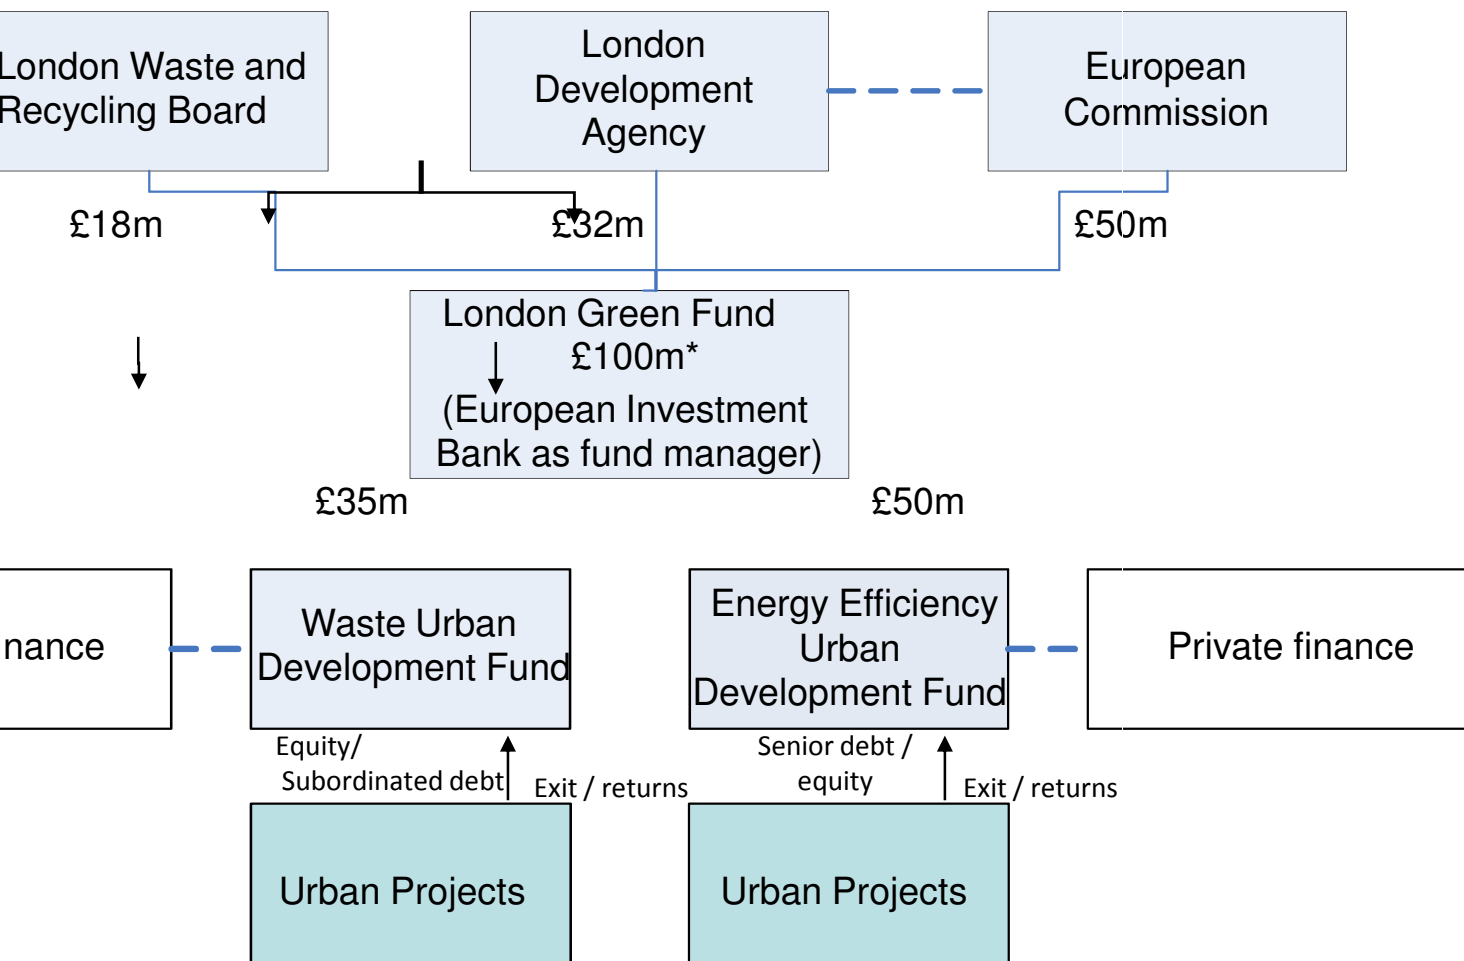 London Waste and
Recycling Board
London
Development
Agency
European
Commission
£18m
£32m
£50m
London Green Fund
£100m*
(European Investment
Bank as fund manager)
£35m
£50m
nance
Waste Urban
Development Fund
Energy Efficiency
Urban
Development Fund
Private finance
Equity/
Subordinated debt
Exit / returns
Senior debt /
equity
Exit / returns
Urban Projects
Urban Projects